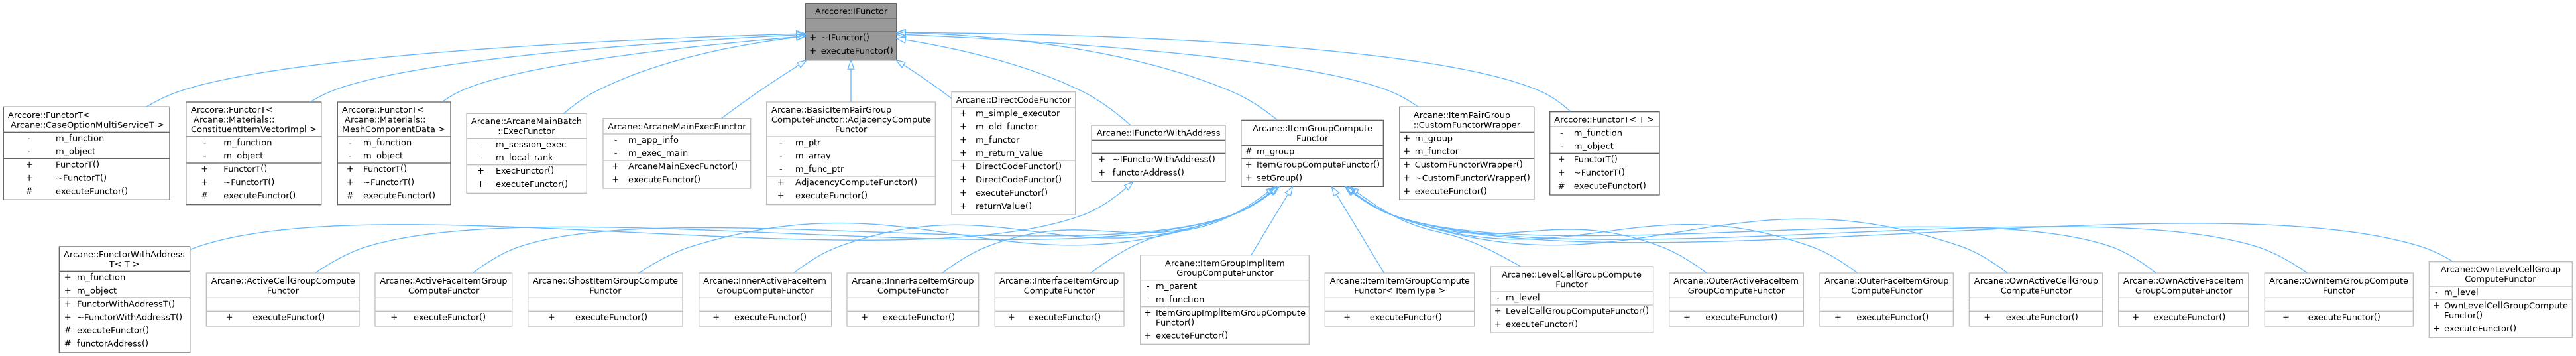 Arccore::IFunctor
+ ~IFunctor()
+ executeFunctor()
Arccore::FunctorT<
Arcane::CaseOptionMultiServiceT >
- m_function
- m_object
+ FunctorT()
+ ~FunctorT()
# executeFunctor()
Arccore::FunctorT<
Arcane::Materials::
ConstituentItemVectorImpl >
- m_function
- m_object
+ FunctorT()
+ ~FunctorT()
# executeFunctor()
Arccore::FunctorT<
Arcane::Materials::
MeshComponentData >
- m_function
- m_object
+ FunctorT()
+ ~FunctorT()
# executeFunctor()
Arcane::ArcaneMainBatch
::ExecFunctor
- m_session_exec
- m_local_rank
+ ExecFunctor()
+ executeFunctor()
Arcane::ArcaneMainExecFunctor
- m_app_info
- m_exec_main
+ ArcaneMainExecFunctor()
+ executeFunctor()
Arcane::BasicItemPairGroup
ComputeFunctor::AdjacencyCompute
Functor
- m_ptr
- m_array
- m_func_ptr
+ AdjacencyComputeFunctor()
+ executeFunctor()
Arcane::DirectCodeFunctor
+ m_simple_executor
+ m_old_functor
+ m_functor
+ m_return_value
+ DirectCodeFunctor()
+ DirectCodeFunctor()
+ executeFunctor()
+ returnValue()
Arcane::IFunctorWithAddress
+ ~IFunctorWithAddress()
+ functorAddress()
Arcane::ItemGroupCompute
Functor
# m_group
+ ItemGroupComputeFunctor()
+ setGroup()
Arcane::ItemPairGroup
::CustomFunctorWrapper
+ m_group
+ m_functor
+ CustomFunctorWrapper()
+ ~CustomFunctorWrapper()
+ executeFunctor()
Arccore::FunctorT< T >
- m_function
- m_object
+ FunctorT()
+ ~FunctorT()
# executeFunctor()
Arcane::FunctorWithAddress
T< T >
+ m_function
+ m_object
+ FunctorWithAddressT()
+ ~FunctorWithAddressT()
# executeFunctor()
# functorAddress()
Arcane::ActiveCellGroupCompute
Functor
+ executeFunctor()
Arcane::ActiveFaceItemGroup
ComputeFunctor
+ executeFunctor()
Arcane::GhostItemGroupCompute
Functor
+ executeFunctor()
Arcane::InnerActiveFaceItem
GroupComputeFunctor
+ executeFunctor()
Arcane::InnerFaceItemGroup
ComputeFunctor
+ executeFunctor()
Arcane::InterfaceItemGroup
ComputeFunctor
+ executeFunctor()
Arcane::ItemGroupImplItem
GroupComputeFunctor
- m_parent
- m_function
+ ItemGroupImplItemGroupCompute
Functor()
+ executeFunctor()
Arcane::ItemItemGroupCompute
Functor< ItemType >
+ executeFunctor()
Arcane::LevelCellGroupCompute
Functor
- m_level
+ LevelCellGroupComputeFunctor()
+ executeFunctor()
Arcane::OuterActiveFaceItem
GroupComputeFunctor
+ executeFunctor()
Arcane::OuterFaceItemGroup
ComputeFunctor
+ executeFunctor()
Arcane::OwnActiveCellGroup
ComputeFunctor
+ executeFunctor()
Arcane::OwnActiveFaceItem
GroupComputeFunctor
+ executeFunctor()
Arcane::OwnItemGroupCompute
Functor
+ executeFunctor()
Arcane::OwnLevelCellGroup
ComputeFunctor
- m_level
+ OwnLevelCellGroupCompute
Functor()
+ executeFunctor()